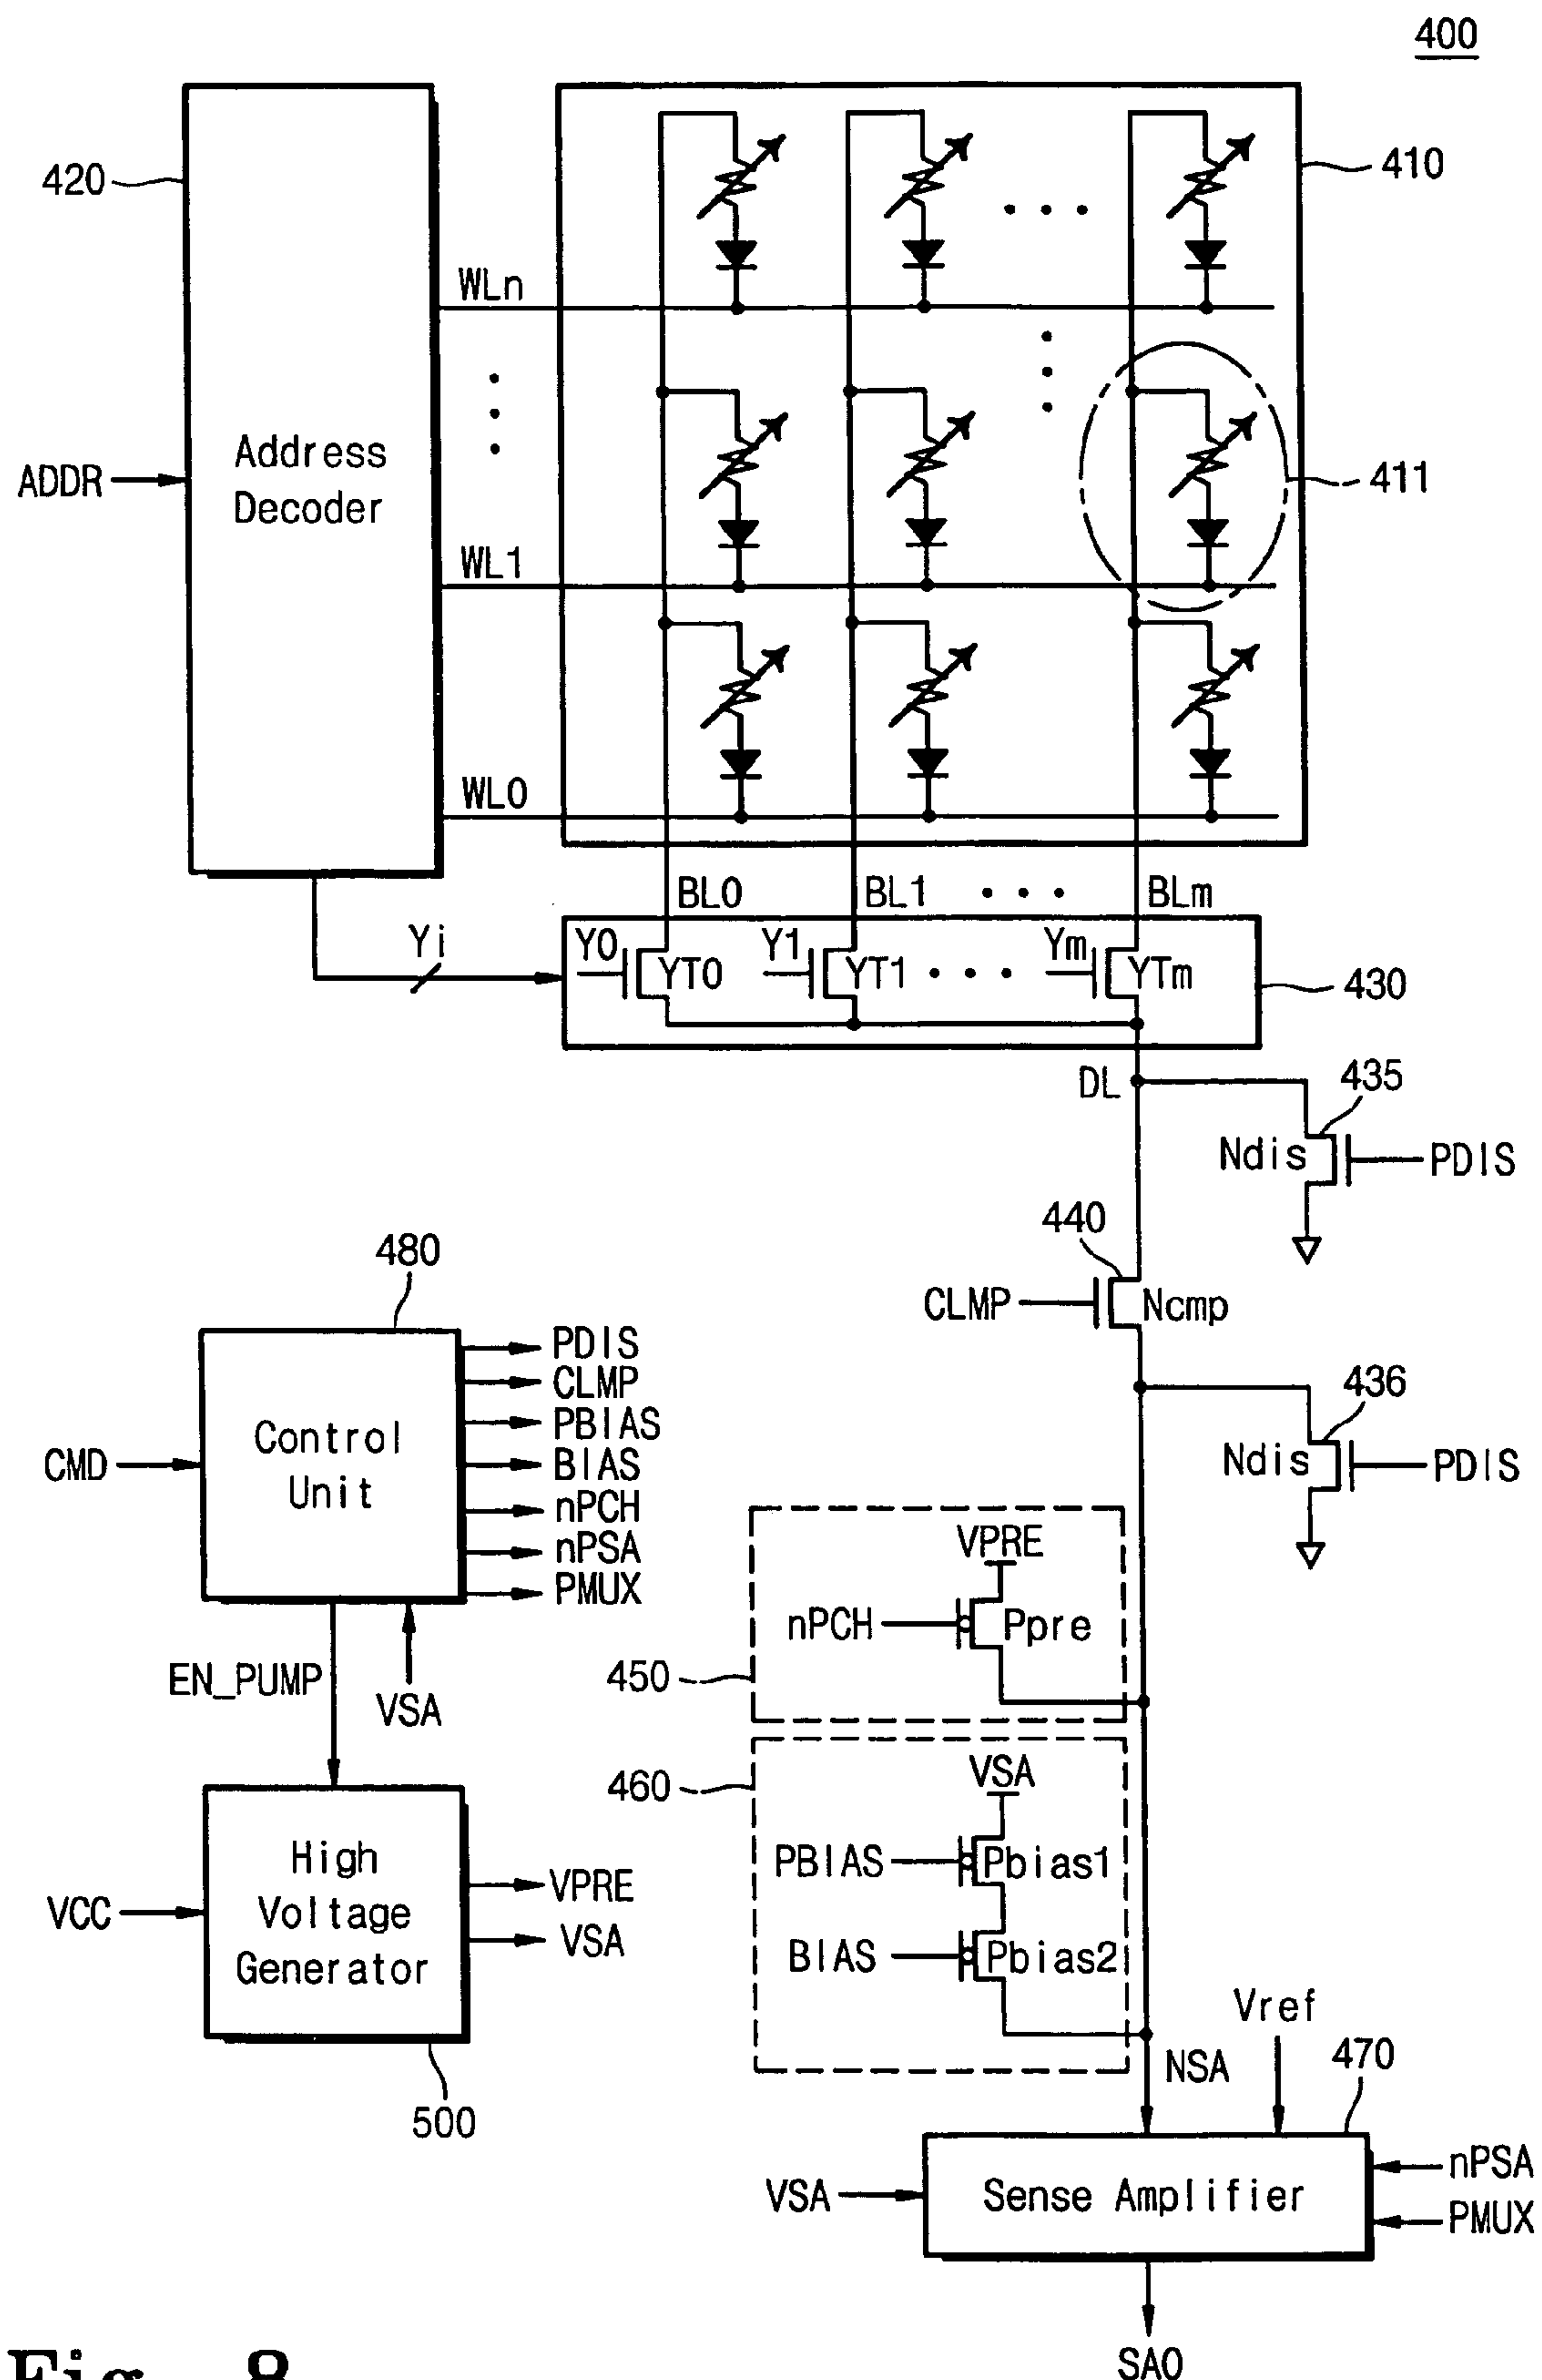 400
420
410
WLn
Address
Decoder
ADDR
411
WL1
WL0
BL0
BL1
BLm
Yi
Y0
YT0
Y1
YT1
Ym
YTm
430
DL
435
Ndis
PDIS
440
CLMP
Ncmp
480
Control
Unit
CMD
PDIS
CLMP
PBIAS
BIAS
nPCH
nPSA
PMUX
436
Ndis
PDIS
VPRE
nPCH
Ppre
450
EN_PUMP
VSA
460
VSA
PBIAS
Pbias1
BIAS
Pbias2
High
Voltage
Generator
VCC
VPRE
VSA
500
Vref
NSA
470
VSA
Sense Amplifier
nPSA
PMUX
SAO
Fig. 8